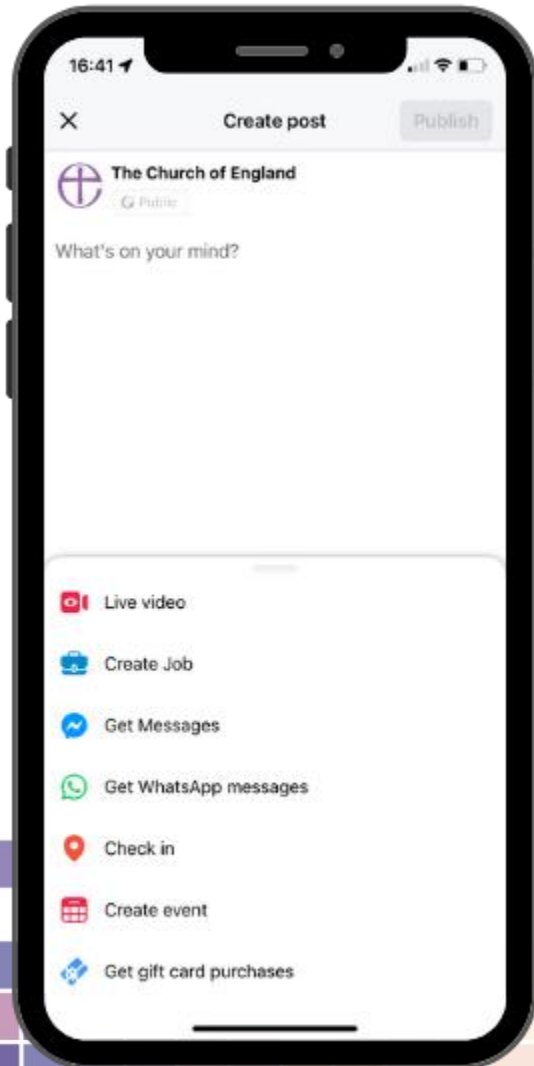 16:41
Create post
Publish
The Church of England
Public
What's on your mind?
Live video
Create Job
Get Messages
Get WhatsApp messages
Check in
Create event
Get gift card purchases